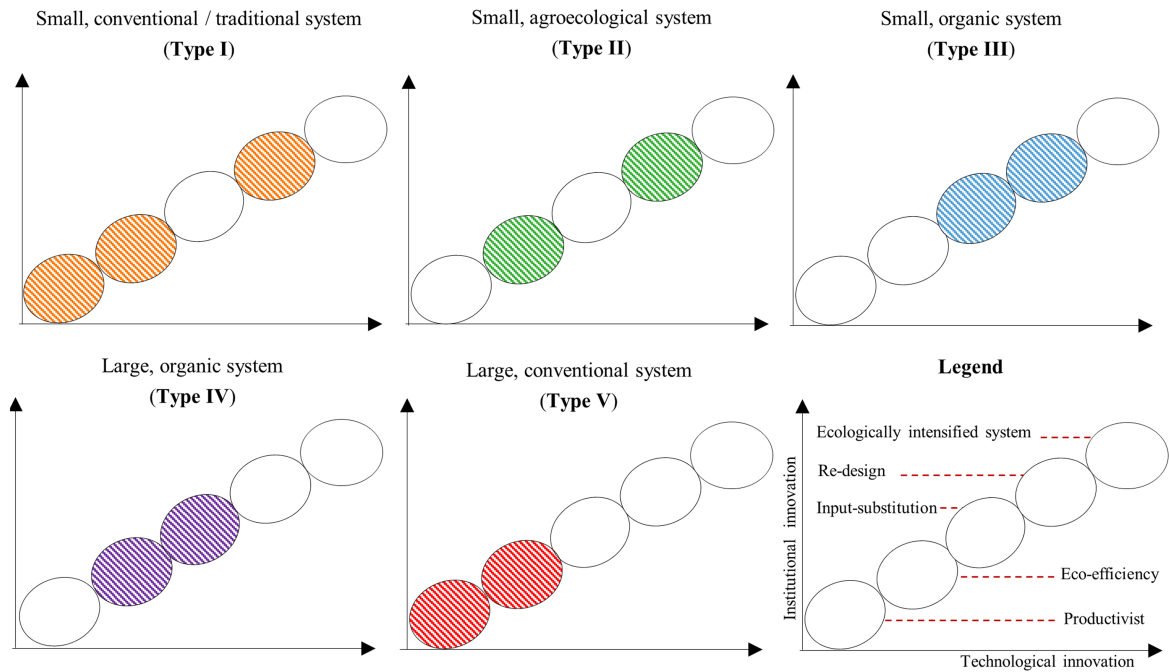 Small, conventional / traditional system
(Type I)
Small, agroecological system
(Type II)
Small, organic system
(Type III)
Large, organic system
(Type IV)
Large, conventional system
(Type V)
Legend
Ecologically intensified system
Re-design
Input-substitution
Eco-efficiency
Productivist
Institutional innovation
Technological innovation